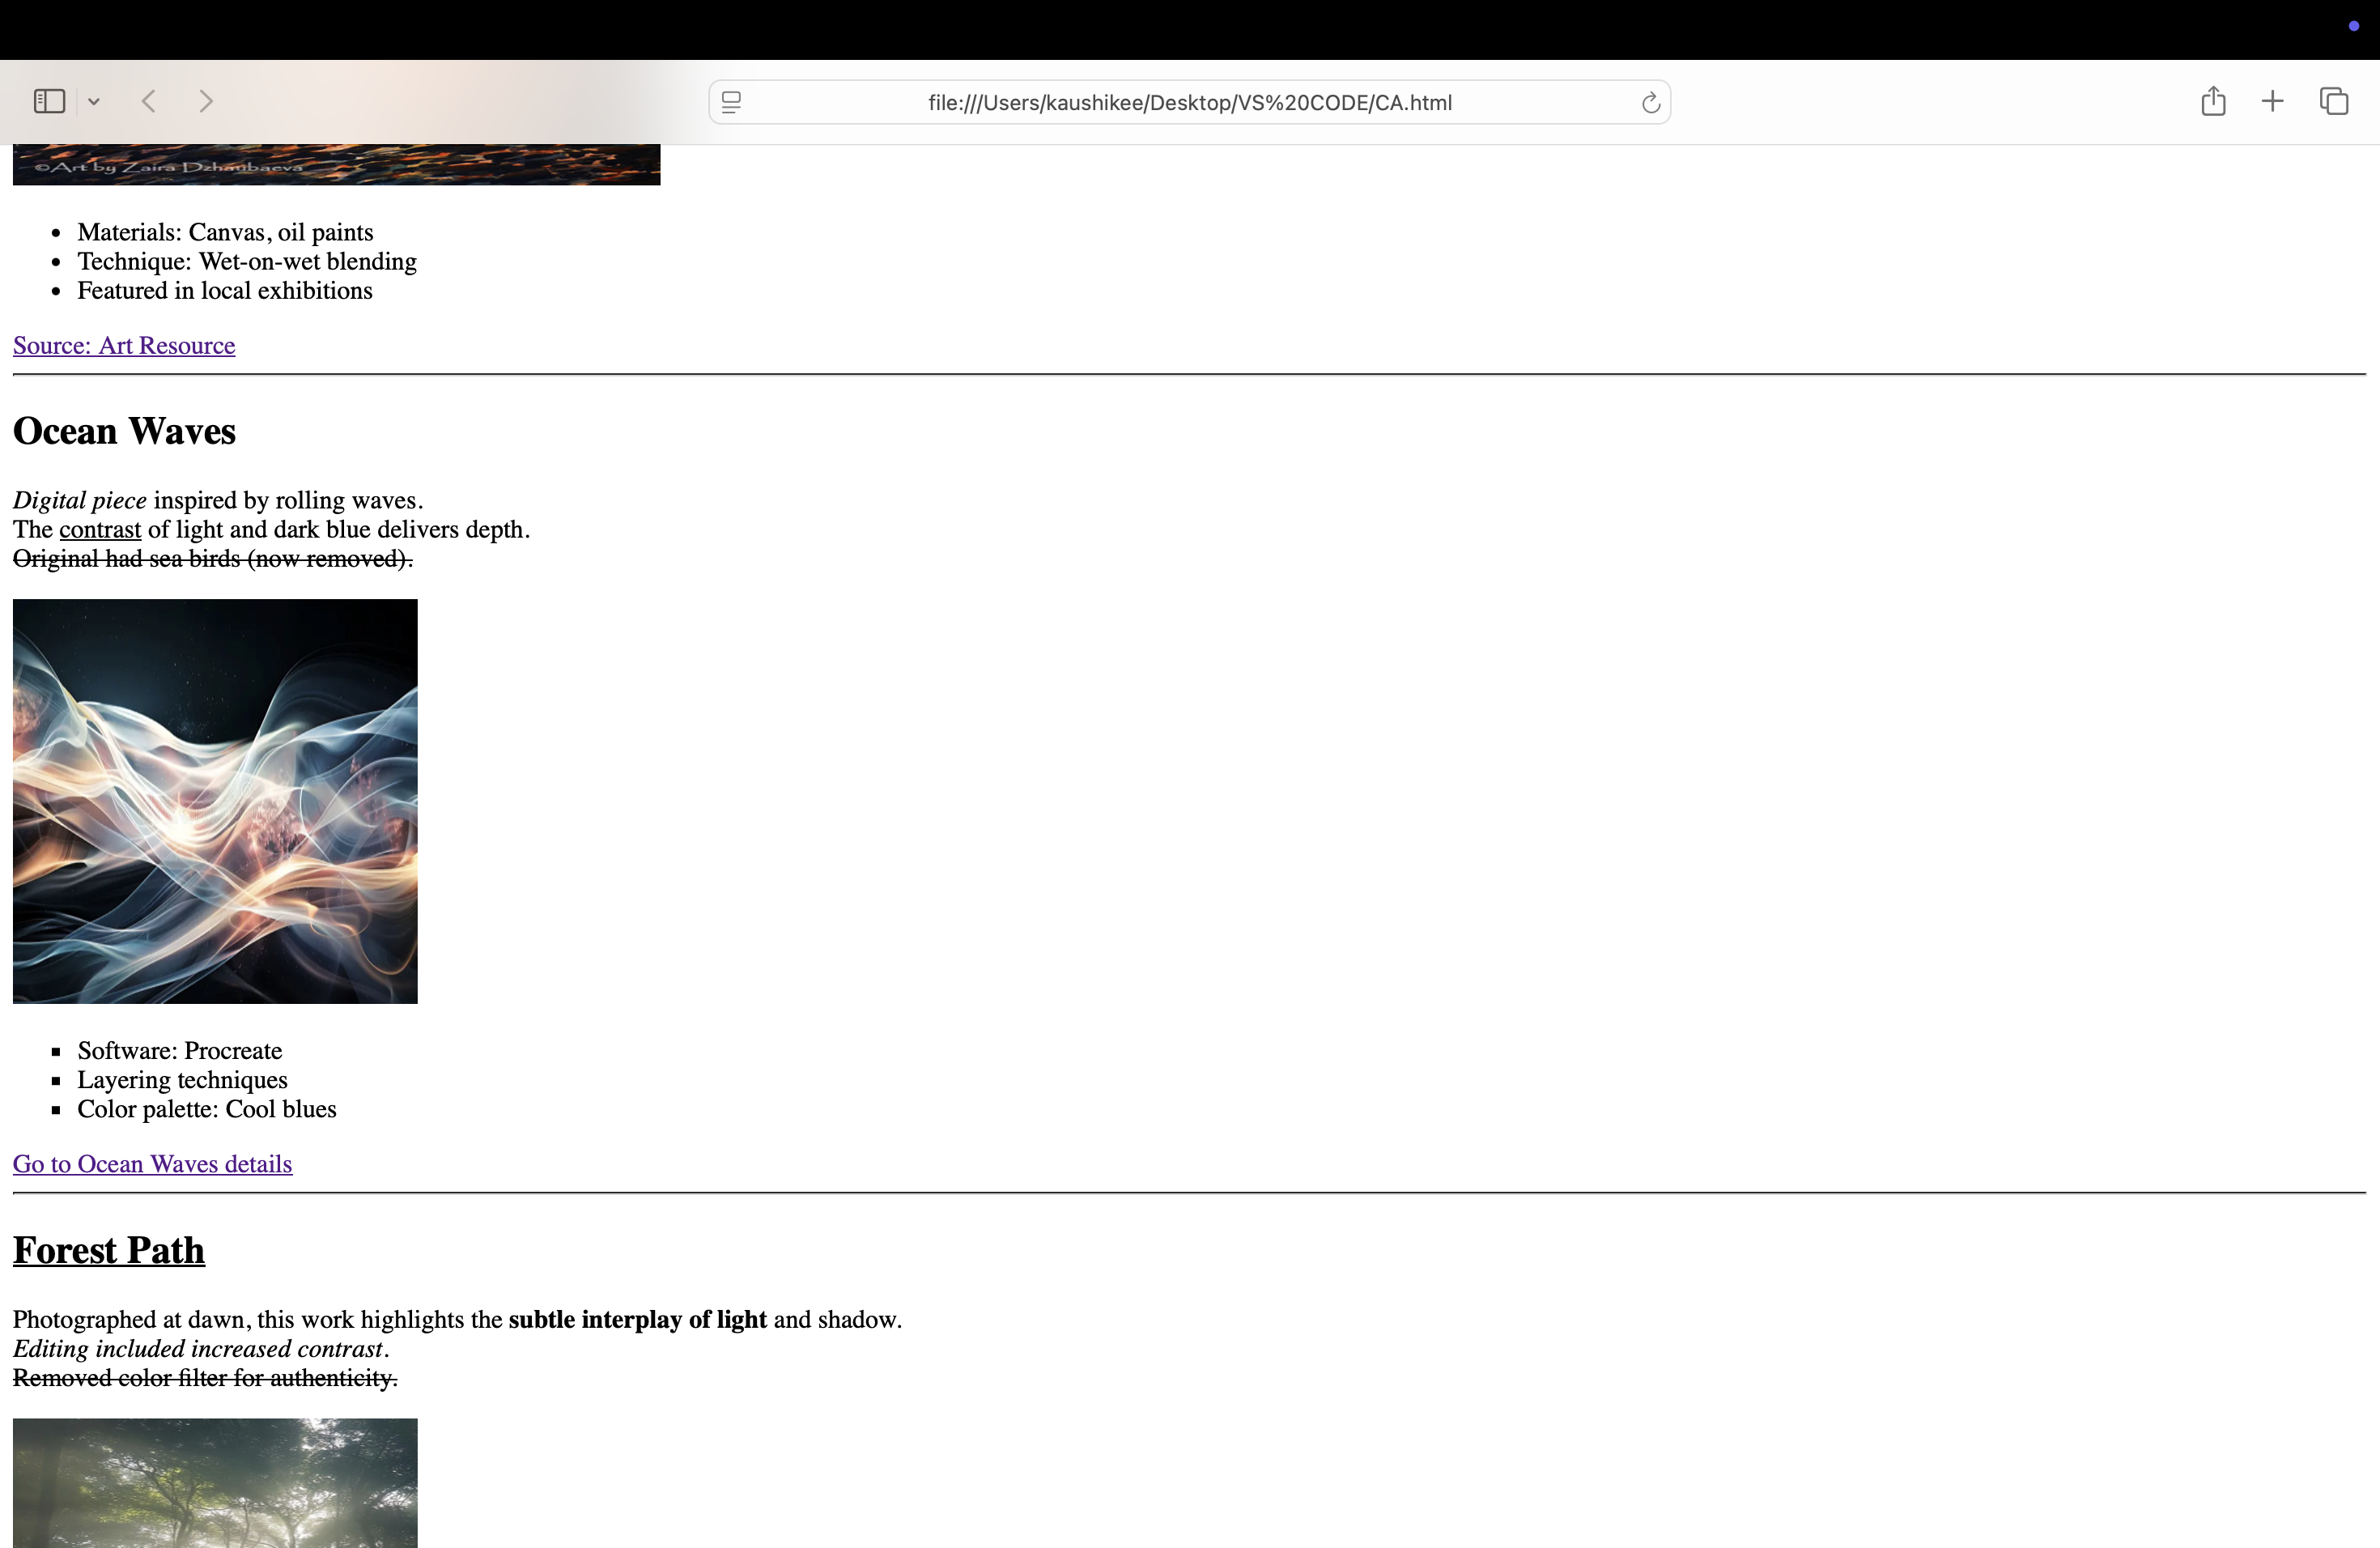 file:///Users/kaushikee/Desktop/VS%20CODE/CA.html
©Art by Zaira Dzhaubaeva
Materials: Canvas, oil paints
Technique: Wet-on-wet blending
Featured in local exhibitions
Source: Art Resource
Ocean Waves
Digital piece inspired by rolling waves.
The contrast of light and dark blue delivers depth.
Original had sea birds (now removed).
Software: Procreate
Layering techniques
Color palette: Cool blues
Go to Ocean Waves details
Forest Path
Photographed at dawn, this work highlights the subtle interplay of light and shadow.
Editing included increased contrast.
Removed color filter for authenticity.